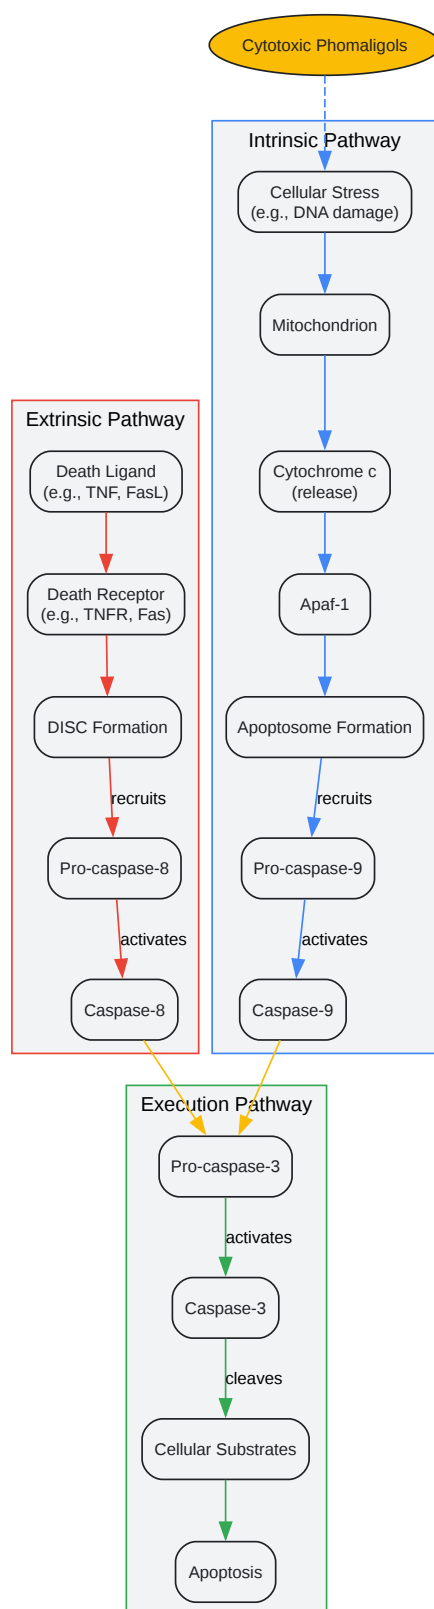 Cytotoxic Phomaligols
Intrinsic Pathway
Cellular Stress
(e.g., DNA damage)
Mitochondrion
Cytochrome c
(release)
Apaf-1
Apoptosome Formation
recruits
Pro-caspase-9
activates
Caspase-9
Extrinsic Pathway
Death Ligand
(e.g., TNF, FasL)
Death Receptor
(e.g., TNFR, Fas)
DISC Formation
recruits
Pro-caspase-8
activates
Caspase-8
Execution Pathway
Pro-caspase-3
activates
Caspase-3
cleaves
Cellular Substrates
Apoptosis